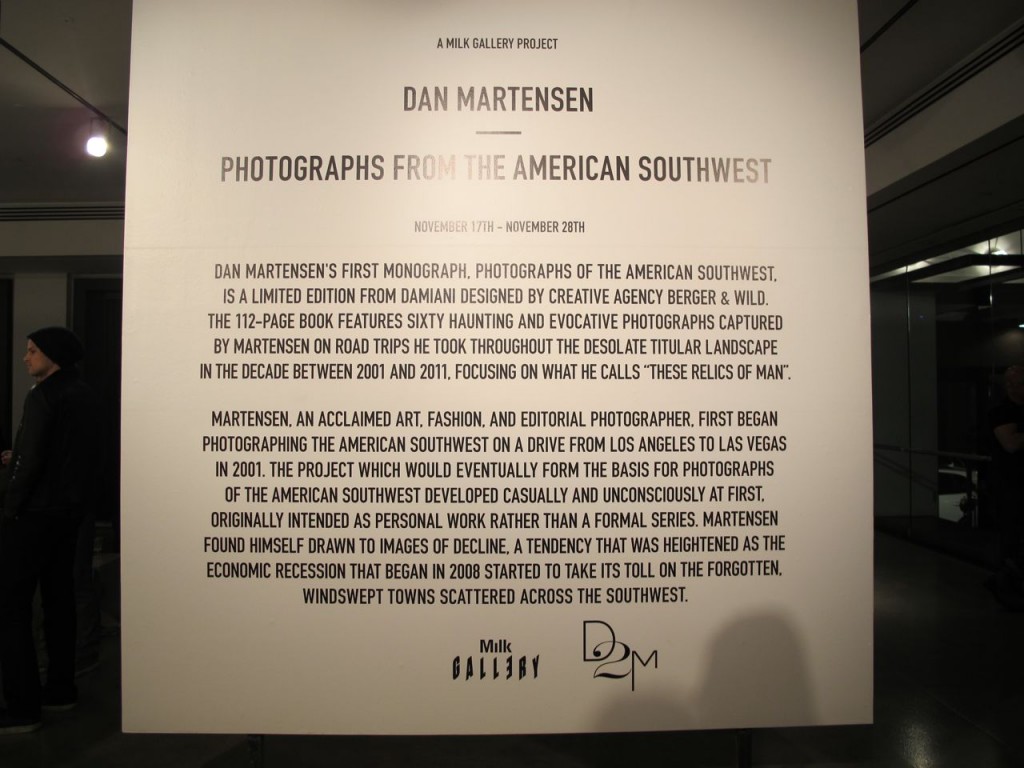 A MILK GALLERY PROJECT
DAN MARTENSEN
PHOTOGRAPHS FROM THE AMERICAN SOUTHWEST
NOVEMBER 17TH - NOVEMBER 28TH
DAN MARTENSEN'S FIRST MONOGRAPH, PHOTOGRAPHS OF THE AMERICAN SOUTHWEST,
IS A LIMITED EDITION FROM DAMIANI DESIGNED BY CREATIVE AGENCY BERGER & WILD.
THE 112-PAGE BOOK FEATURES SIXTY HAUNTING AND EVOCATIVE PHOTOGRAPHS CAPTURED
BY MARTENSEN ON ROAD TRIPS HE TOOK THROUGHOUT THE DESOLATE TITULAR LANDSCAPE
IN THE DECADE BETWEEN 2001 AND 2011, FOCUSING ON WHAT HE CALLS "THESE RELICS OF MAN".
MARTENSEN, AN ACCLAIMED ART, FASHION, AND EDITORIAL PHOTOGRAPHER, FIRST BEGAN
PHOTOGRAPHING THE AMERICAN SOUTHWEST ON A DRIVE FROM LOS ANGELES TO LAS VEGAS
IN 2001. THE PROJECT WHICH WOULD EVENTUALLY FORM THE BASIS FOR PHOTOGRAPHS
OF THE AMERICAN SOUTHWEST DEVELOPED CASUALLY AND UNCONSCIOUSLY AT FIRST,
ORIGINALLY INTENDED AS PERSONAL WORK RATHER THAN A FORMAL SERIES. MARTENSEN
FOUND HIMSELF DRAWN TO IMAGES OF DECLINE, A TENDENCY THAT WAS HEIGHTENED AS THE
ECONOMIC RECESSION THAT BEGAN IN 2008 STARTED TO TAKE ITS TOLL ON THE FORGOTTEN,
WINDSWEPT TOWNS SCATTERED ACROSS THE SOUTHWEST.
Milk
GALLERY
D2M